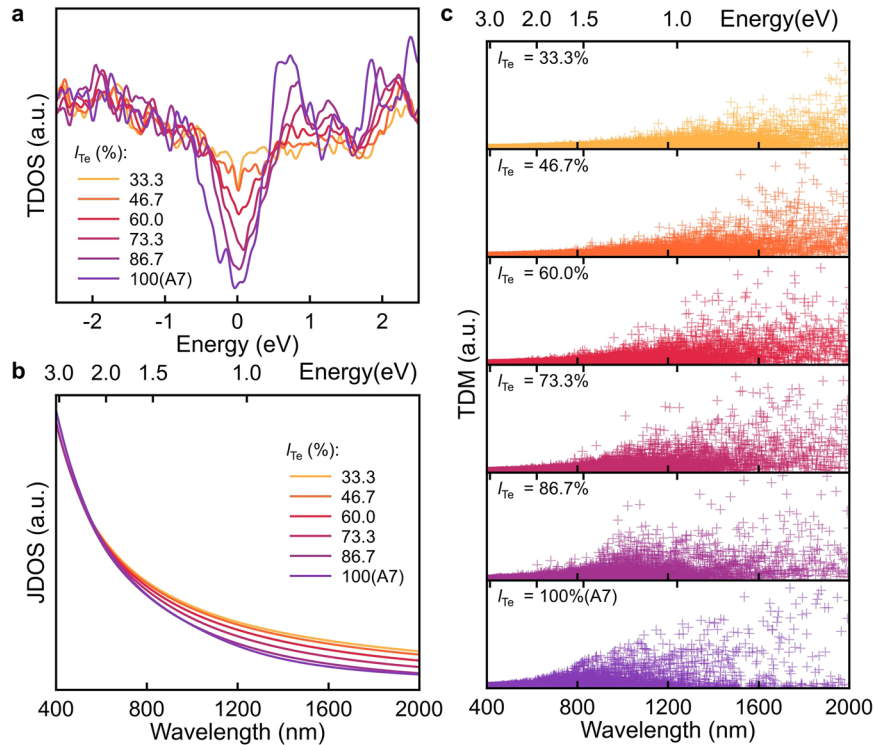 a
TDOS (a.u.)
lTe (%):
33.3
46.7
60.0
73.3
86.7
100(A7)
-2 -1 0 1 2
Energy (eV)
b
3.0 2.0 1.5 1.0 Energy(eV)
JDOS (a.u.)
lTe (%):
33.3
46.7
60.0
73.3
86.7
100(A7)
400 800 1200 1600 2000
Wavelength (nm)
c
3.0 2.0 1.5 1.0 Energy(eV)
TDM (a.u.)
lTe = 33.3%
lTe = 46.7%
lTe = 60.0%
lTe = 73.3%
lTe = 86.7%
lTe = 100%(A7)
400 800 1200 1600 2000
Wavelength (nm)